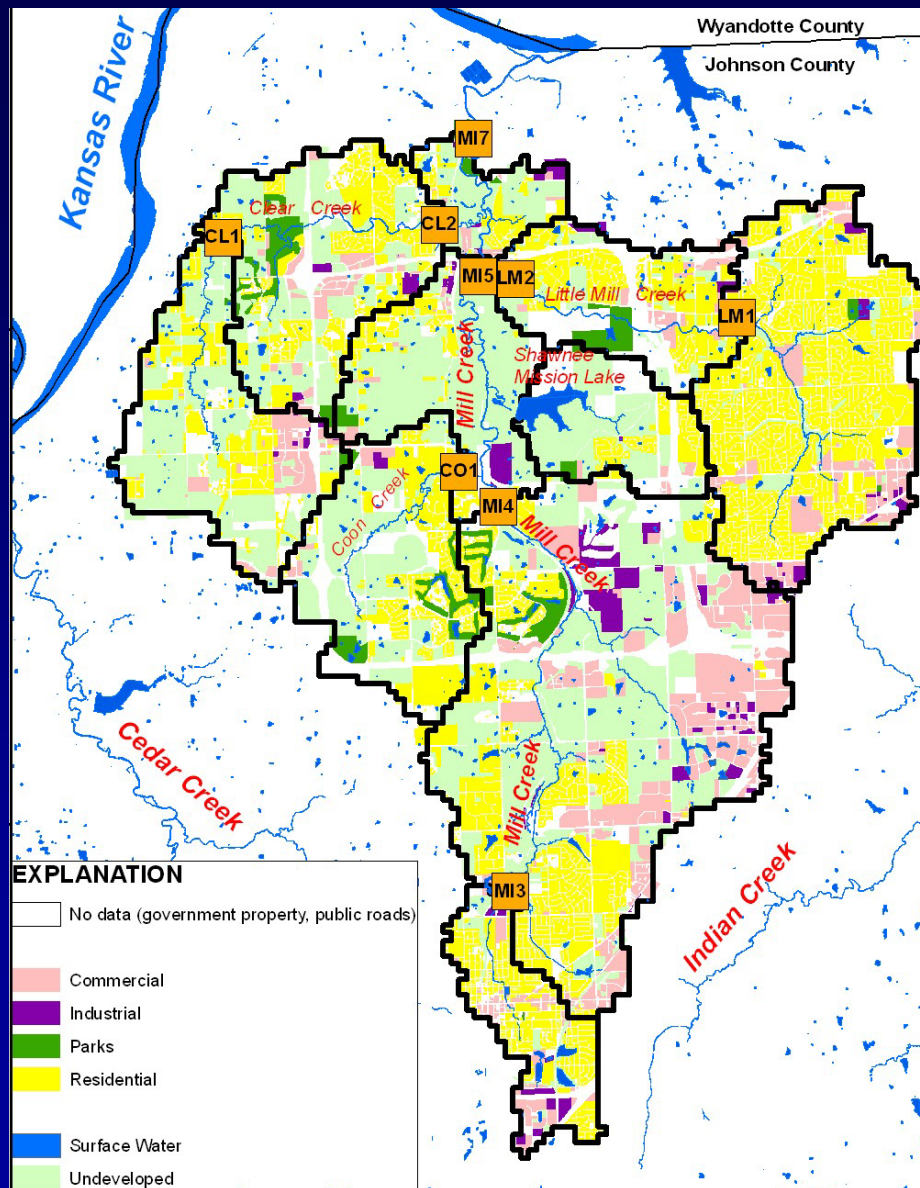 Wyandotte County
Johnson County
Kansas River
MI7
Clear Creek
CL1
CL2
MI5
LM2
Little Mill Creek
LM1
Mill Creek
Shawnee
Mission Lake
CO1
Coon Creek
MI4
Mill Creek
Cedar Creek
Mill Creek
MI3
Indian Creek
EXPLANATION
No data (government property, public roads)
Commercial
Industrial
Parks
Residential
Surface Water
Undeveloped